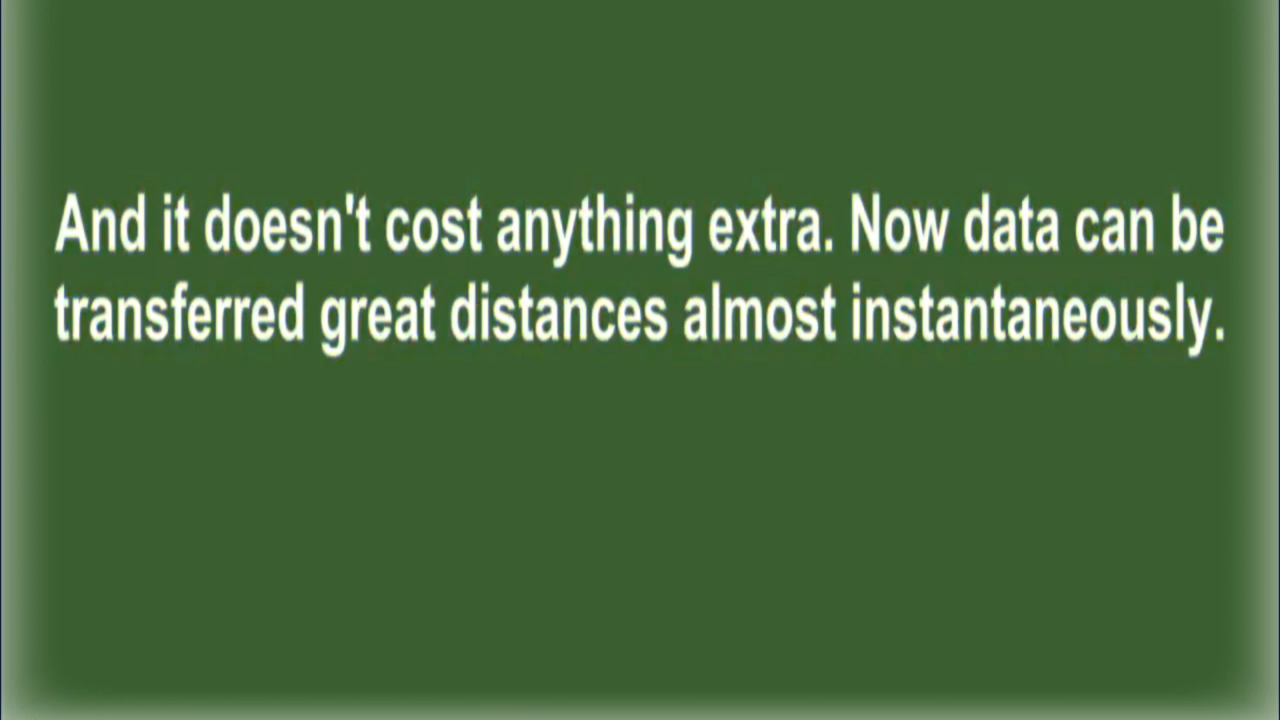 And it doesn't cost anything extra. Now data can be
transferred great distances almost instantaneously.